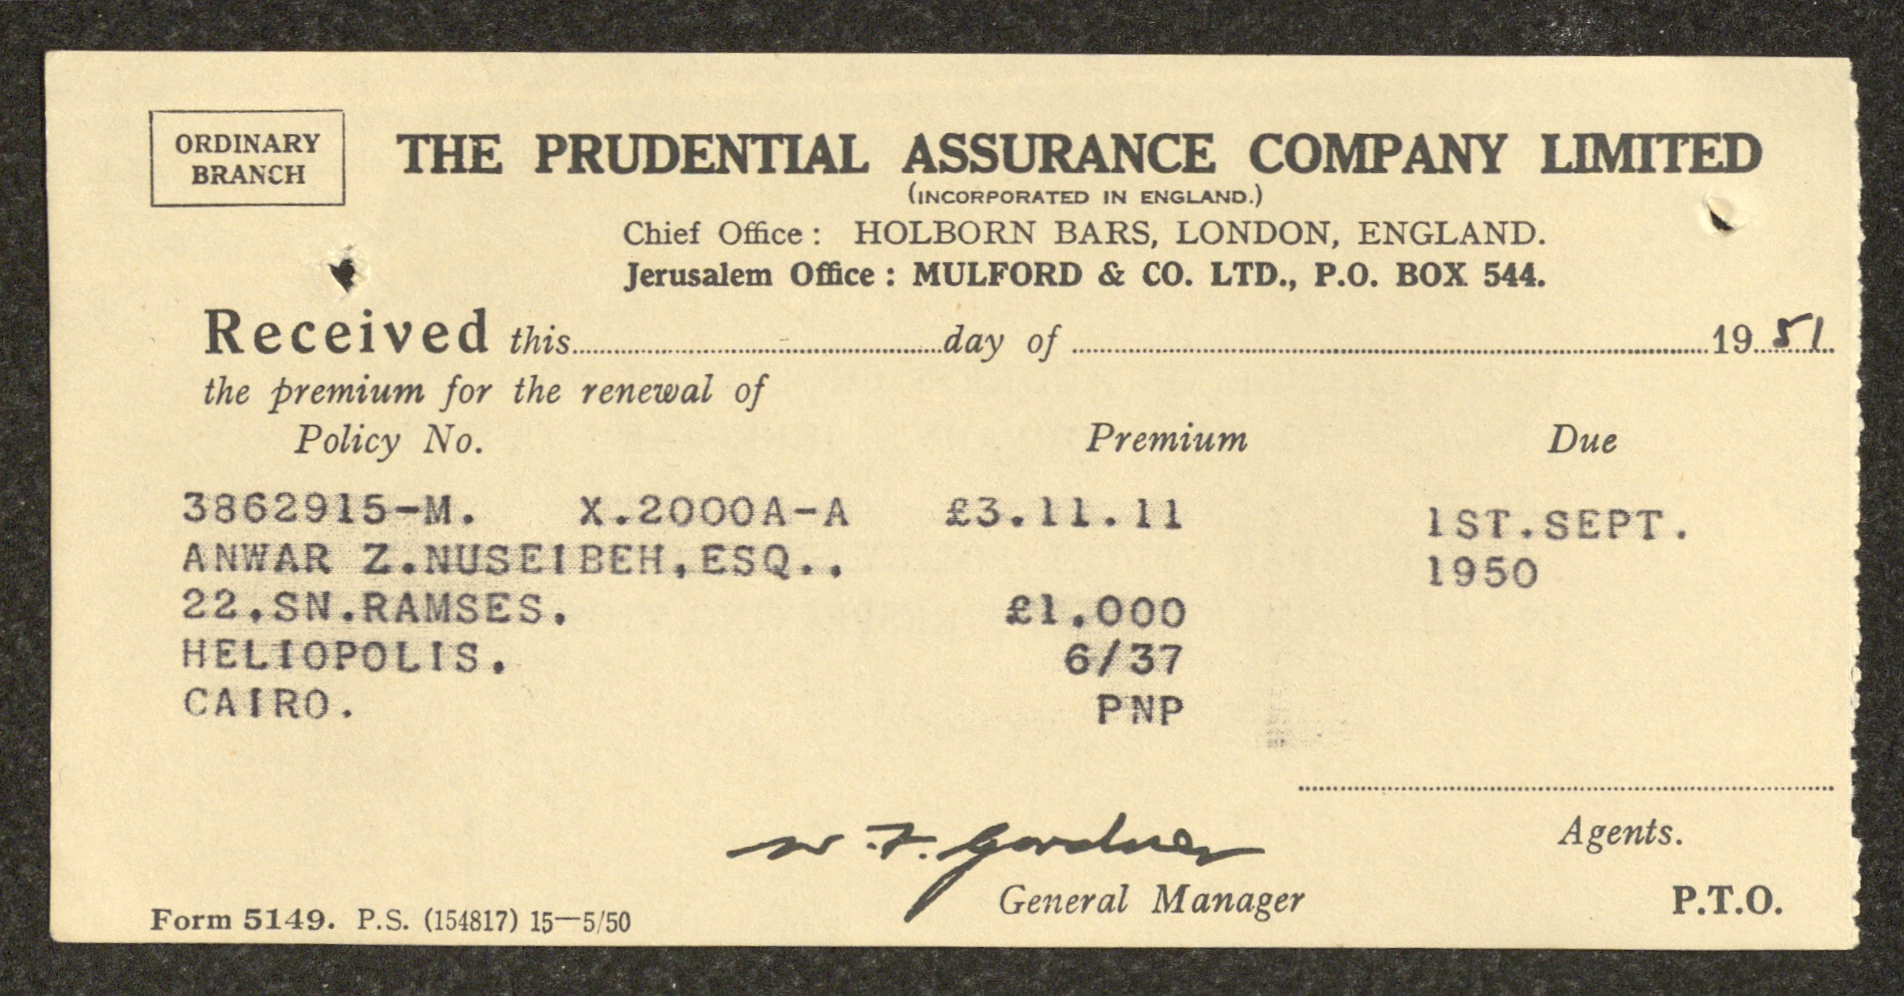 ORDINARY
BRANCH
THE PRUDENTIAL ASSURANCE COMPANY LIMITED
(INCORPORATED IN ENGLAND.)
Chief Office: HOLBORN BARS, LONDON, ENGLAND.
Jerusalem Office: MULFORD & CO. LTD., P.O. BOX 544.
Received this day of 19 51
the premium for the renewal of
Policy No. Premium Due
3862915-M. X.2000A-A £3.11.11 1ST.SEPT.
ANWAR Z.NUSEIBEH,ESQ.. 1950
22,SN.RAMSES. £1,000
HELIOPOLIS. 6/37
CAIRO. PNP
W. F. Gardner
Agents.
General Manager
P.T.O.
Form 5149. P.S. (154817) 15—5/50